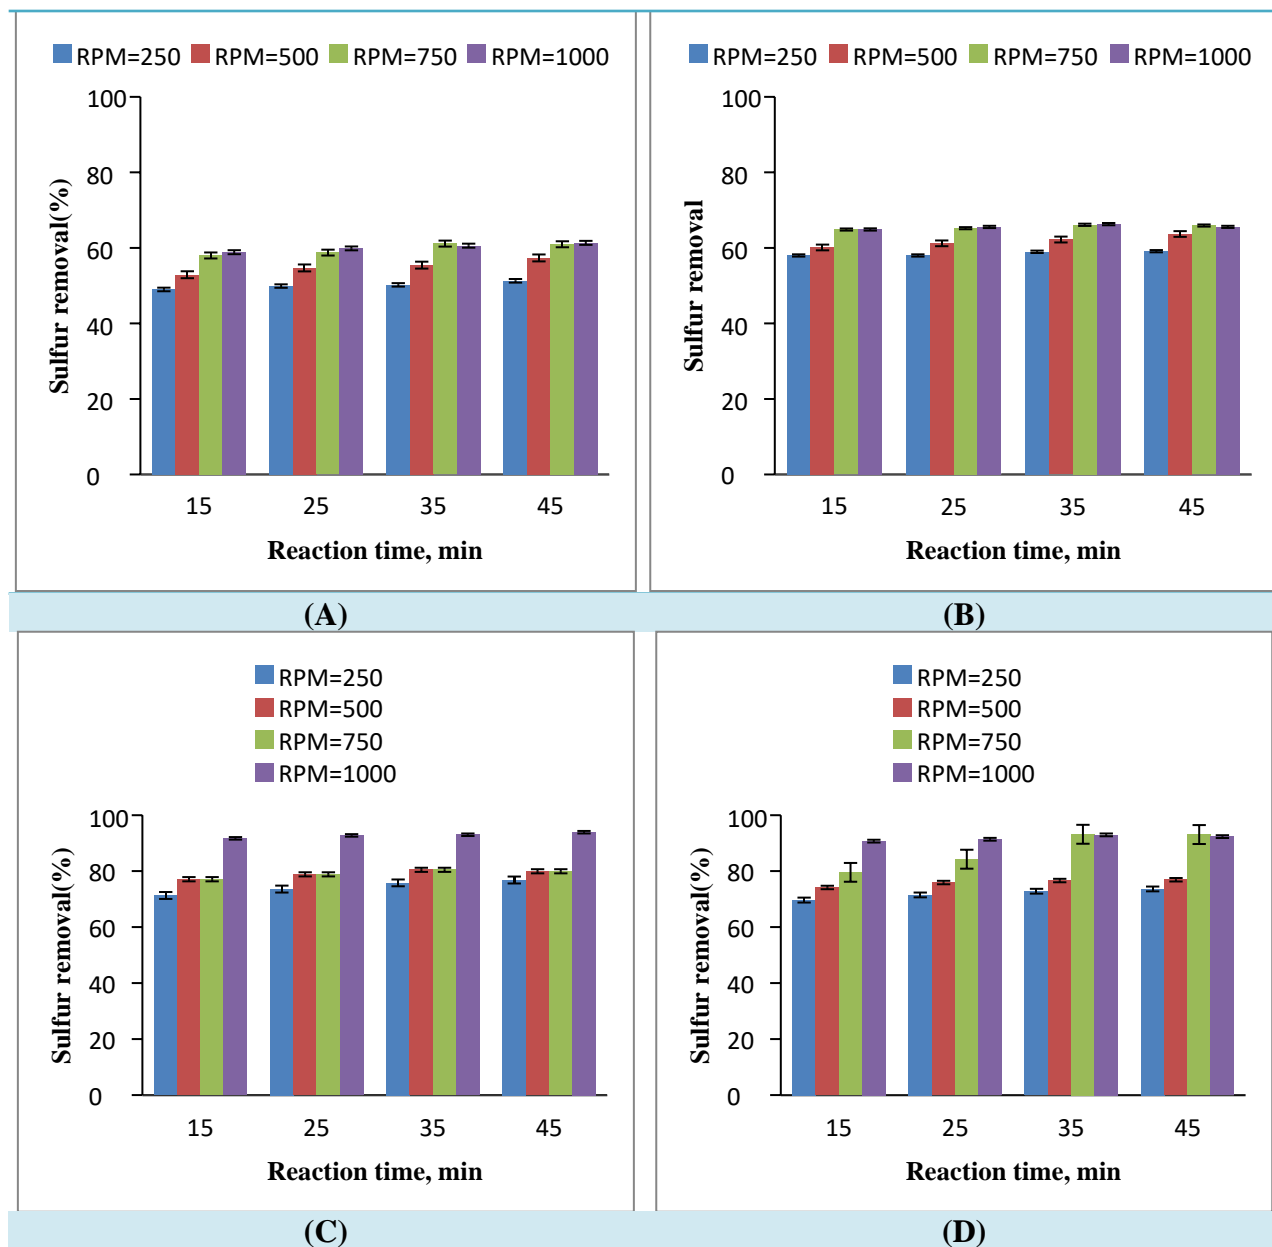 RPM=250 RPM=500 RPM=750 RPM=1000
100
80
60
40
20
0
Sulfur removal(%)
15 25 35 45
Reaction time, min
(A)
RPM=250 RPM=500 RPM=750 RPM=1000
100
80
60
40
20
0
Sulfur removal
15 25 35 45
Reaction time, min
(B)
RPM=250
RPM=500
RPM=750
RPM=1000
100
80
60
40
20
0
Sulfur removal(%)
15 25 35 45
Reaction time, min
(C)
RPM=250
RPM=500
RPM=750
RPM=1000
100
80
60
40
20
0
Sulfur removal(%)
15 25 35 45
Reaction time, min
(D)